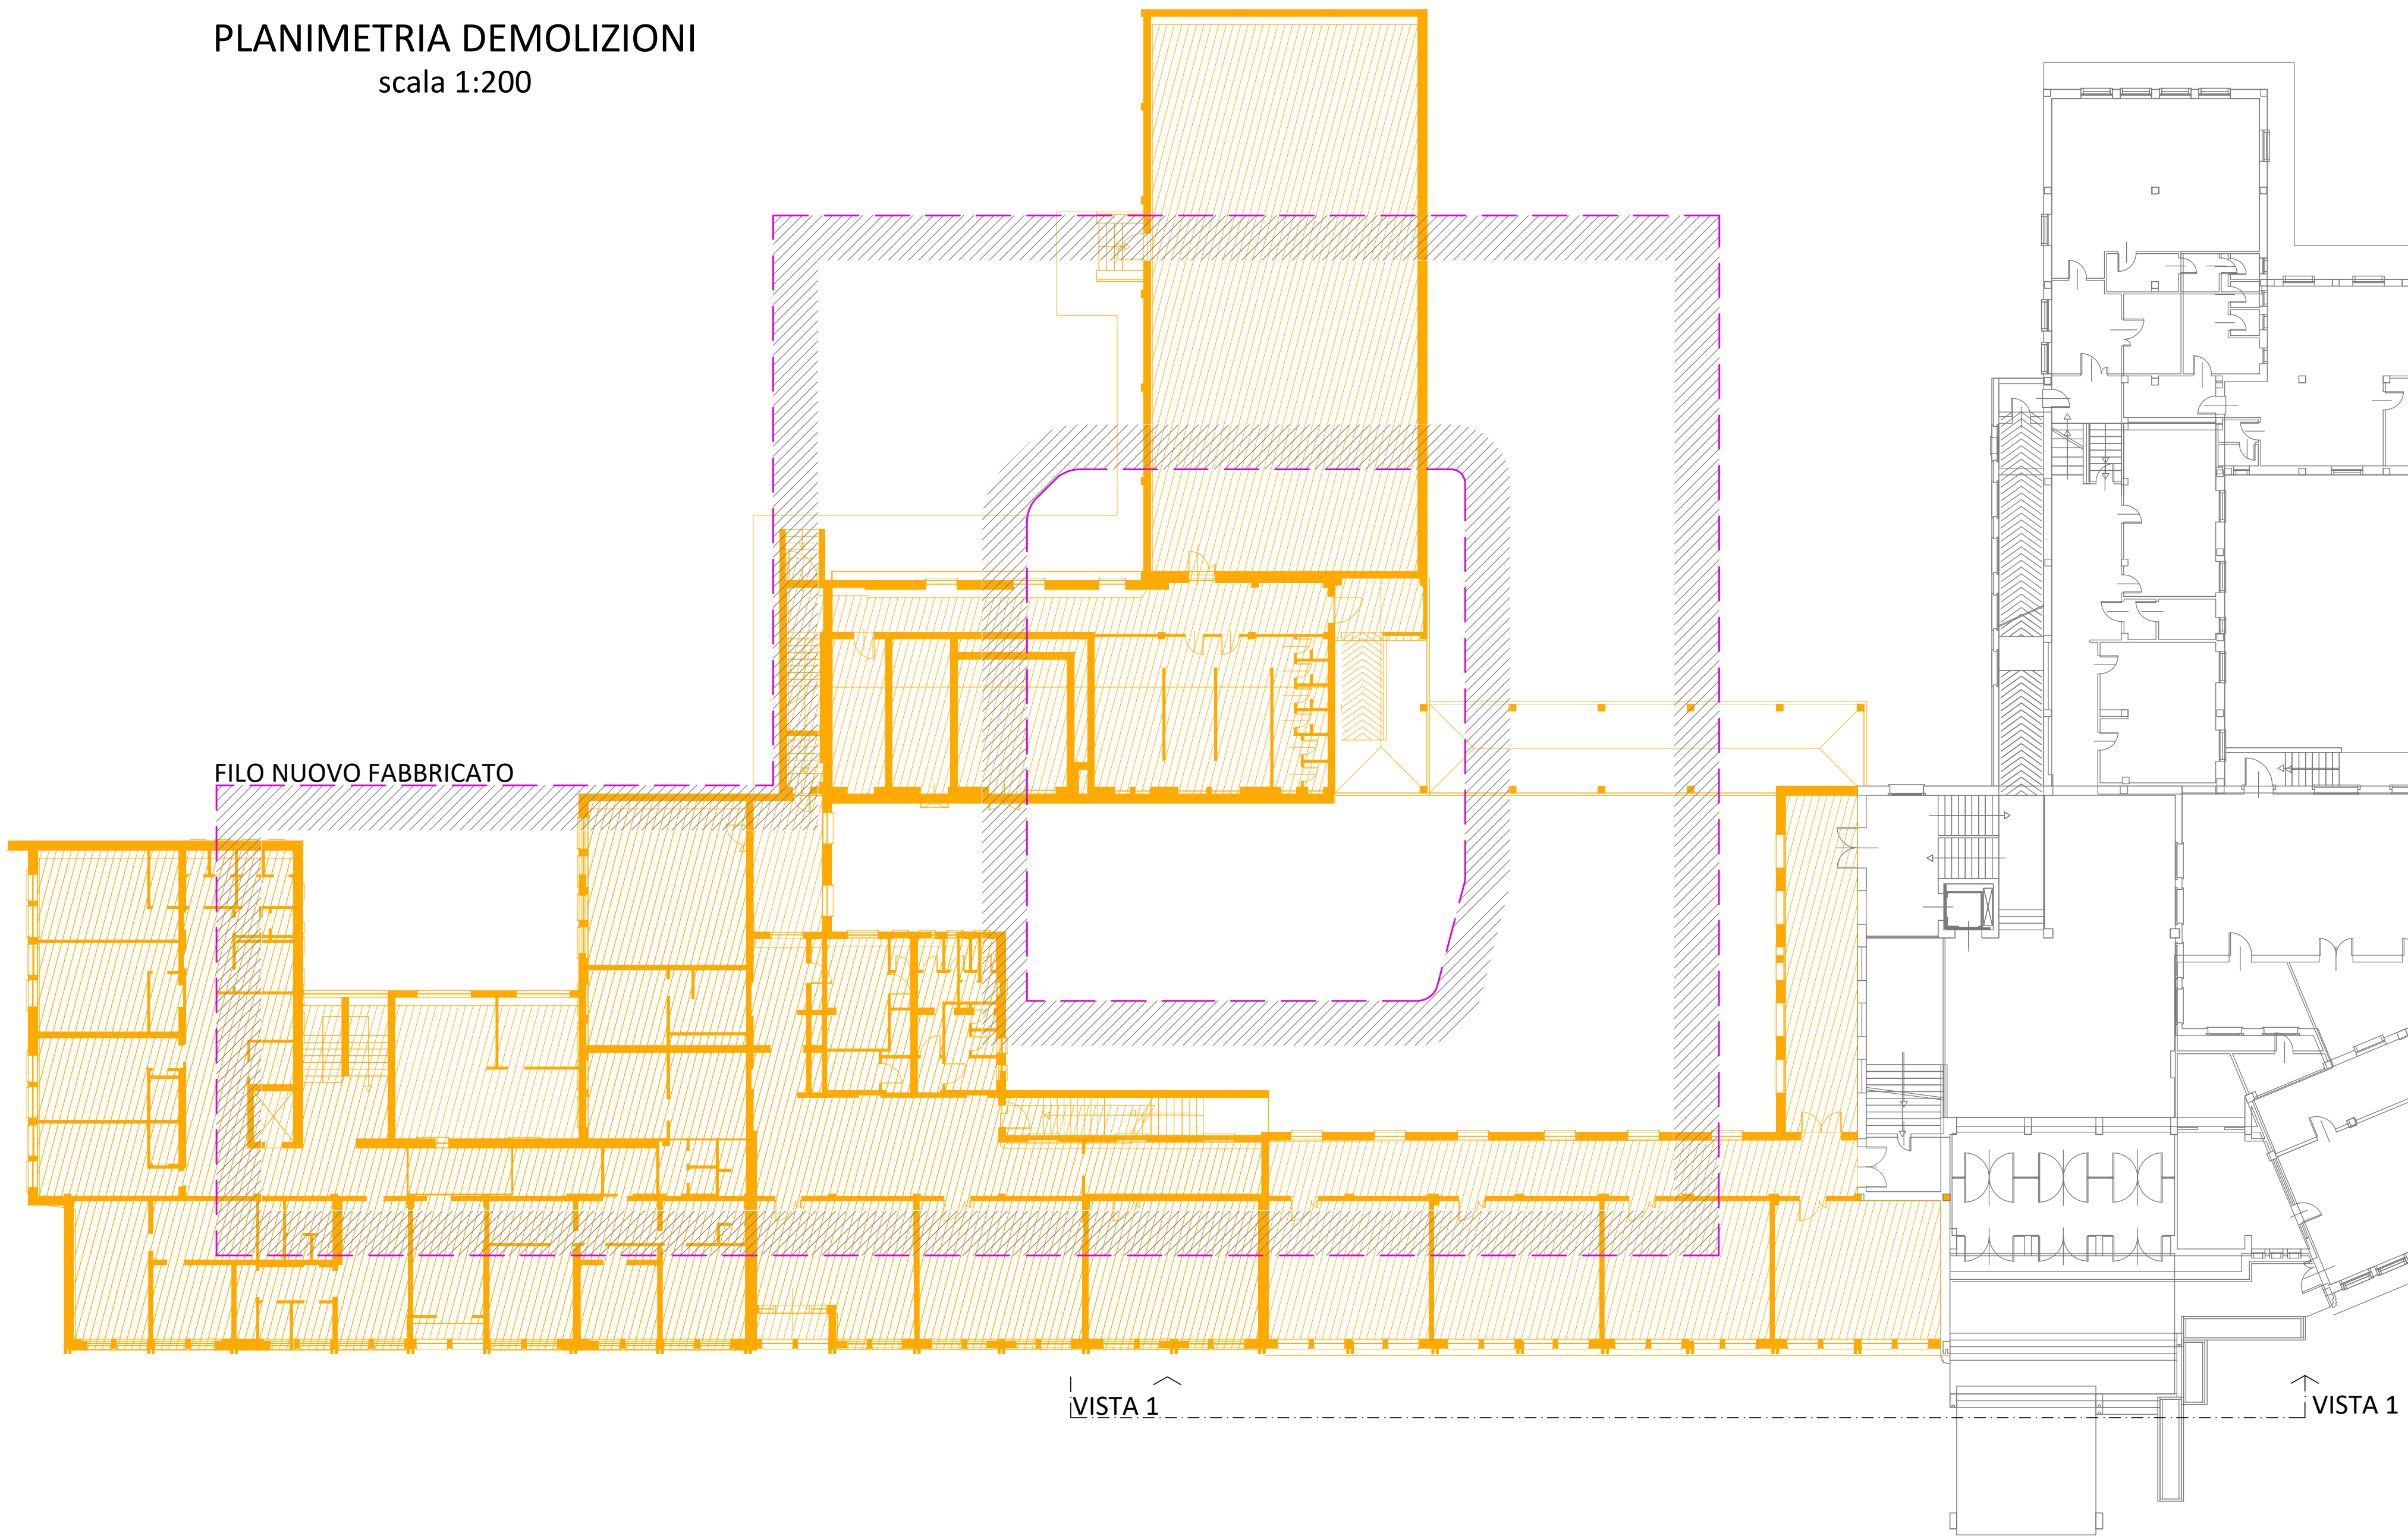 PLANIMETRIA DEMOLIZIONI
scala 1:200
FILO NUOVO FABBRICATO
VISTA 1
VISTA 1